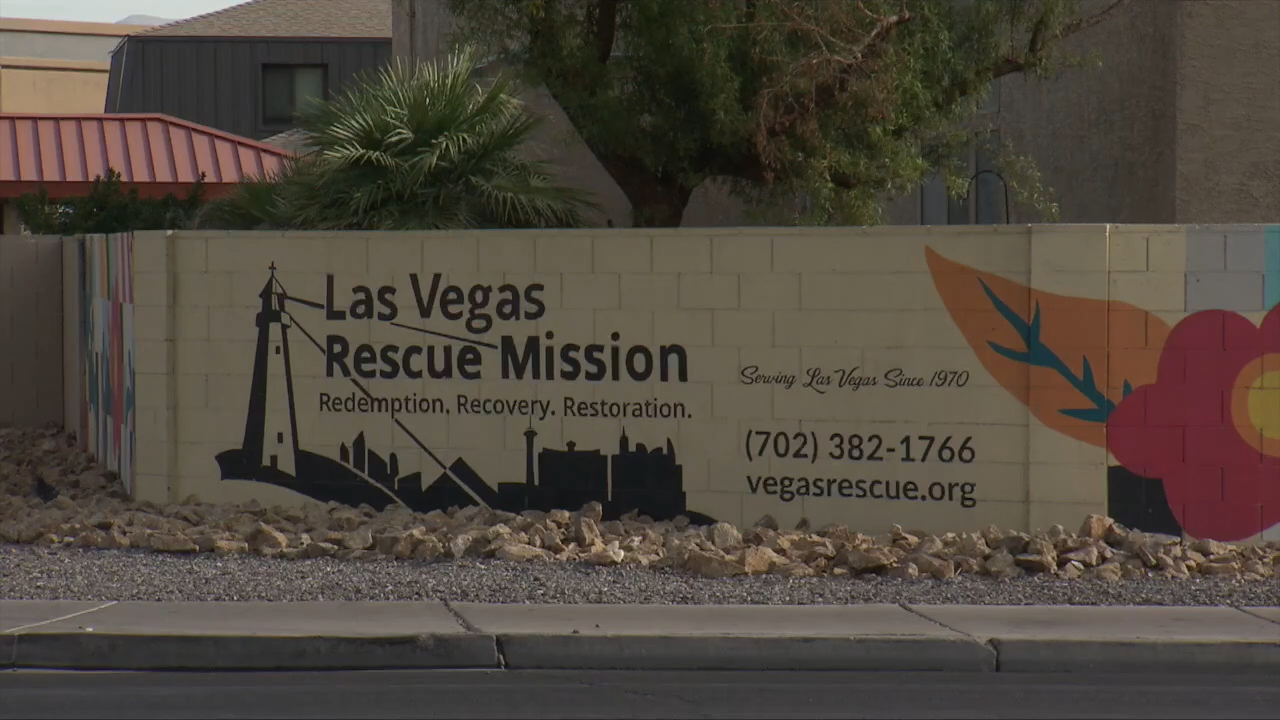 Las Vegas
Rescue Mission
Redemption. Recovery. Restoration.
Serving Las Vegas Since 1970
(702) 382-1766
vegasrescue.org